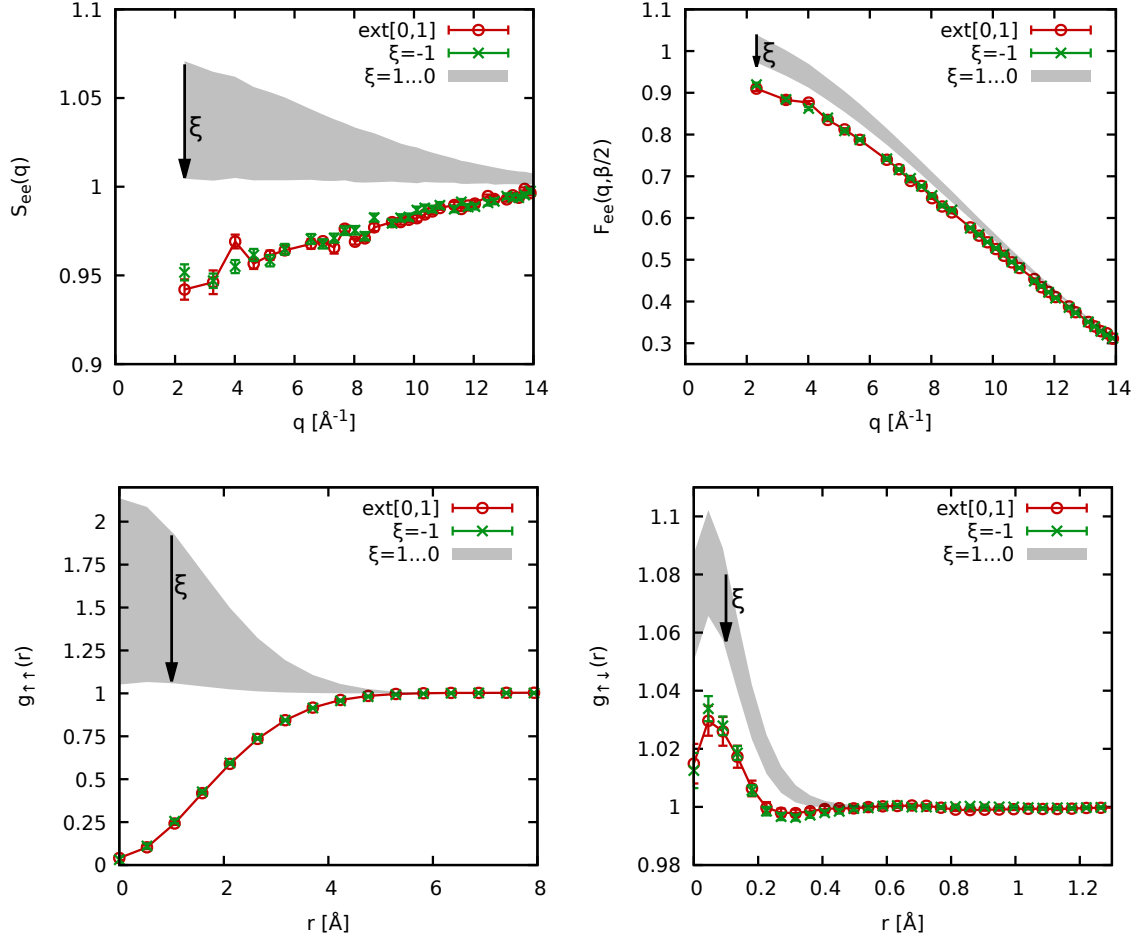 1.1
1.05
1
0.95
0.9
S_ee(q)
ext[0,1]
ξ=-1
ξ=1...0
ξ
0 2 4 6 8 10 12 14
q [Å⁻¹]
1.1
1
0.9
0.8
0.7
0.6
0.5
0.4
0.3
F_ee(q,β/2)
ext[0,1]
ξ=-1
ξ=1...0
ξ
0 2 4 6 8 10 12 14
q [Å⁻¹]
2
1.75
1.5
1.25
1
0.75
0.5
0.25
0
g↑↑(r)
ext[0,1]
ξ=-1
ξ=1...0
ξ
0 2 4 6 8
r [Å]
1.1
1.08
1.06
1.04
1.02
1
0.98
g↑↓(r)
ext[0,1]
ξ=-1
ξ=1...0
ξ
0 0.2 0.4 0.6 0.8 1 1.2
r [Å]